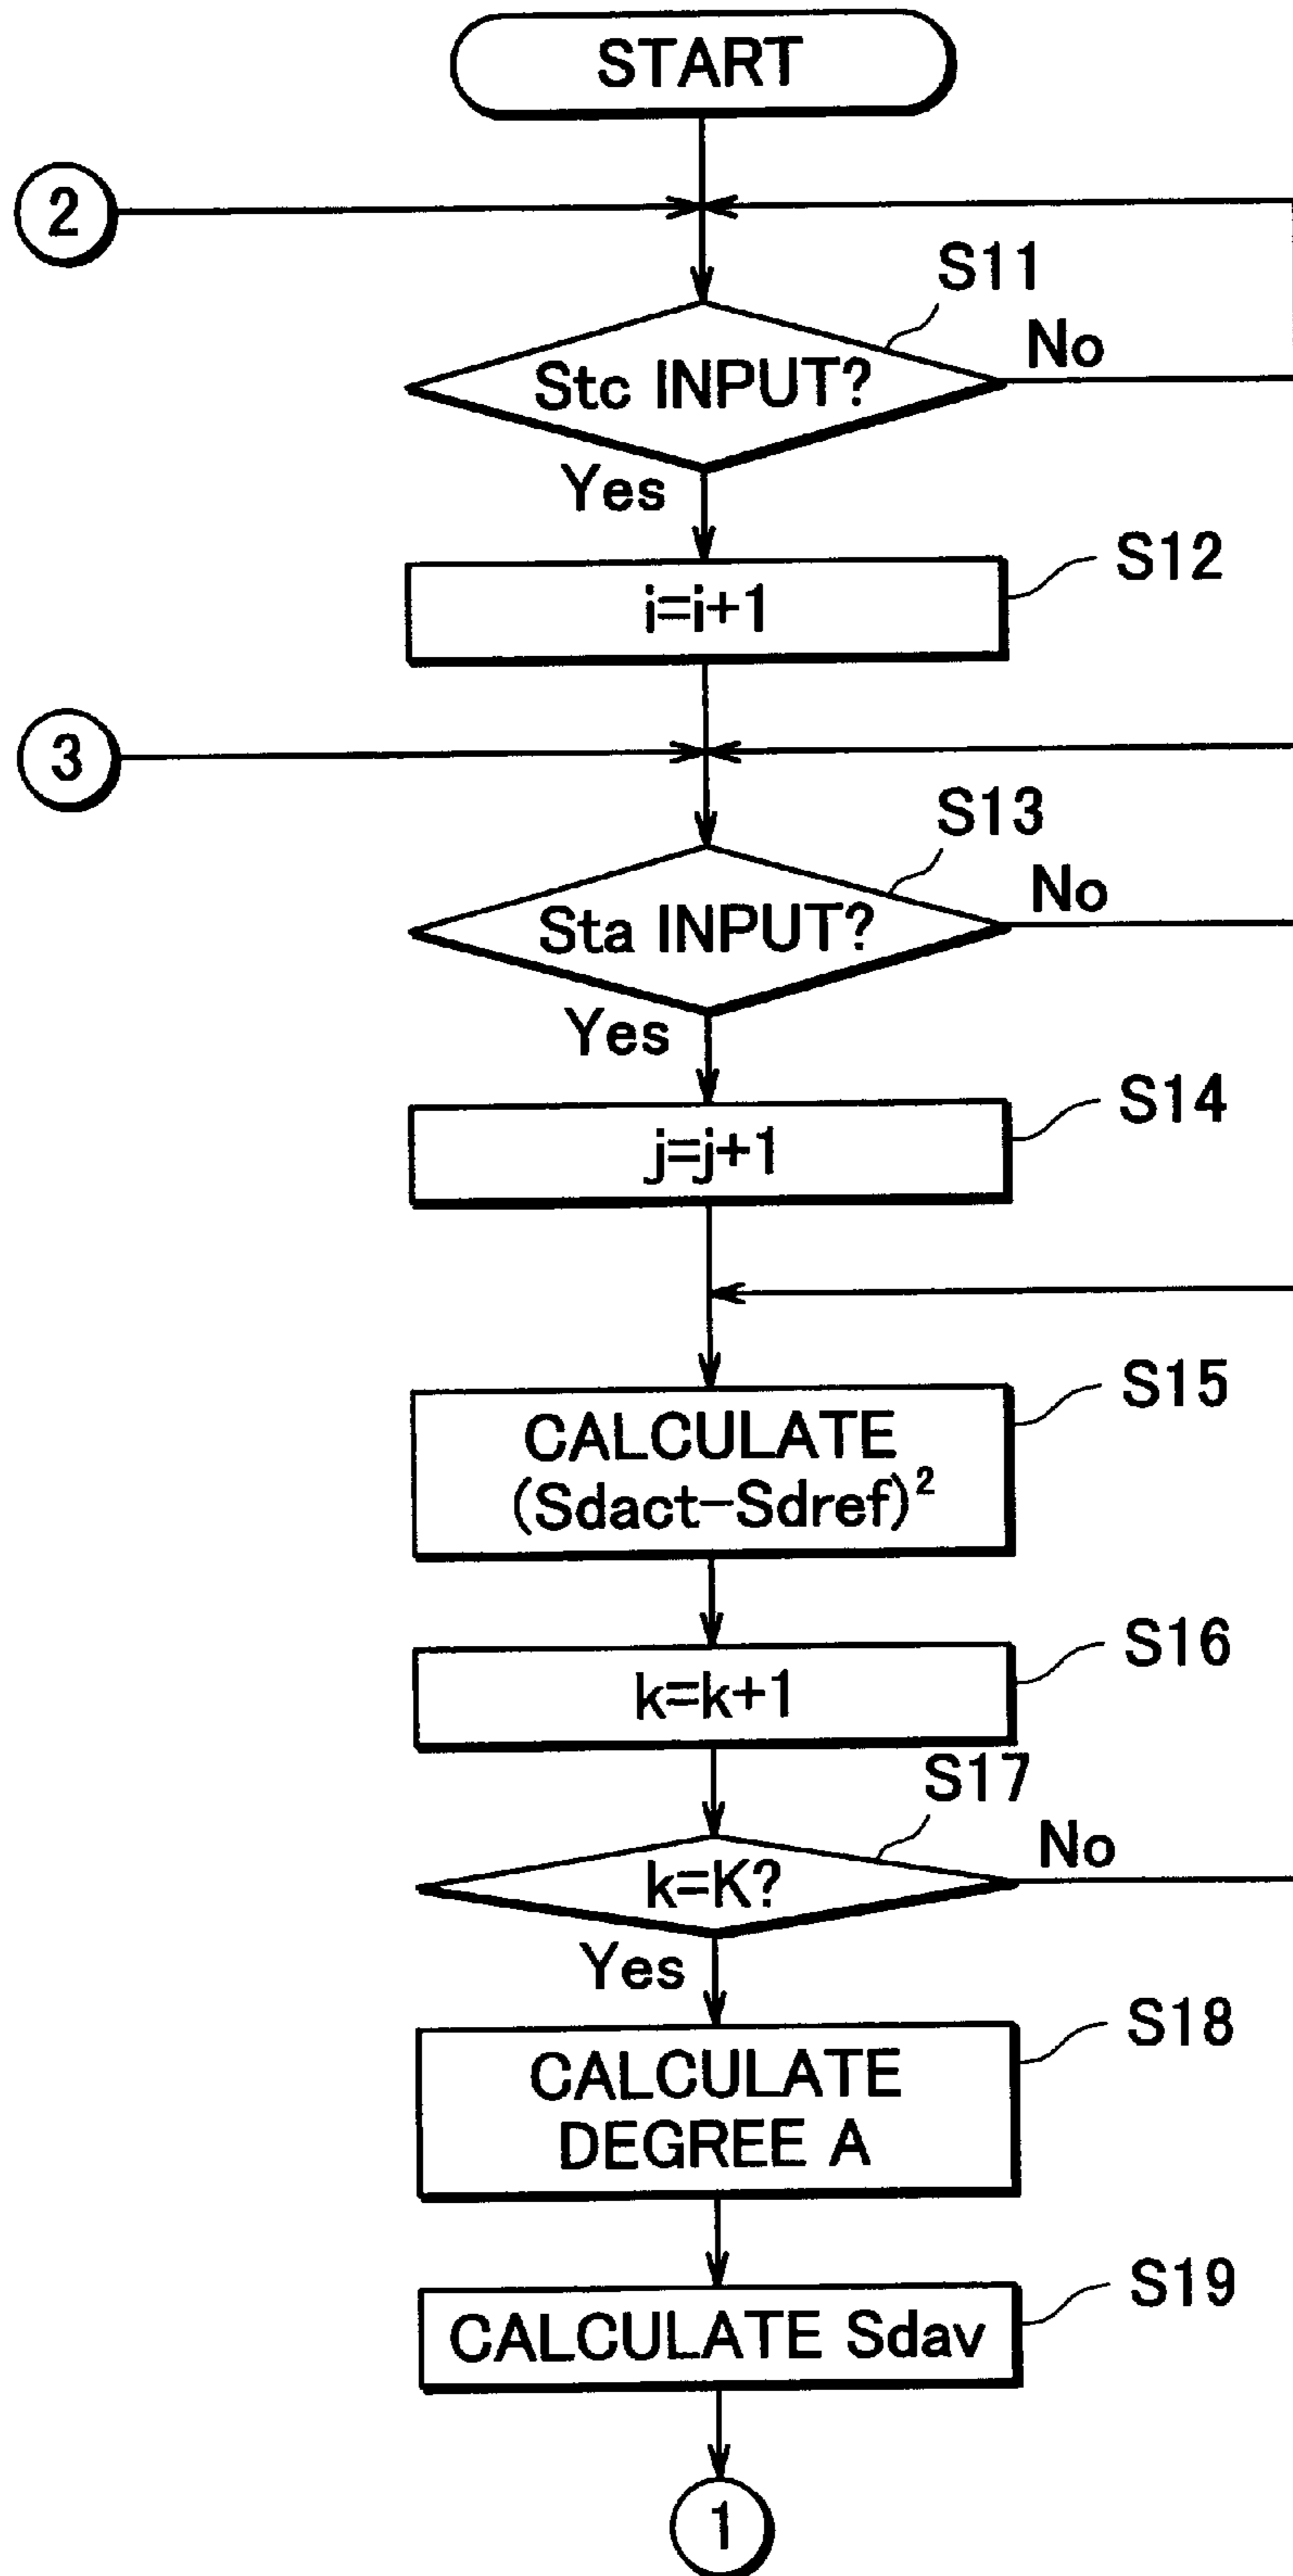 START
2
S11
Stc INPUT?
No
Yes
S12
i=i+1
3
S13
Sta INPUT?
No
Yes
S14
j=j+1
S15
CALCULATE
(Sdact-Sdref)²
S16
k=k+1
S17
k=K?
No
Yes
S18
CALCULATE
DEGREE A
S19
CALCULATE Sdav
1